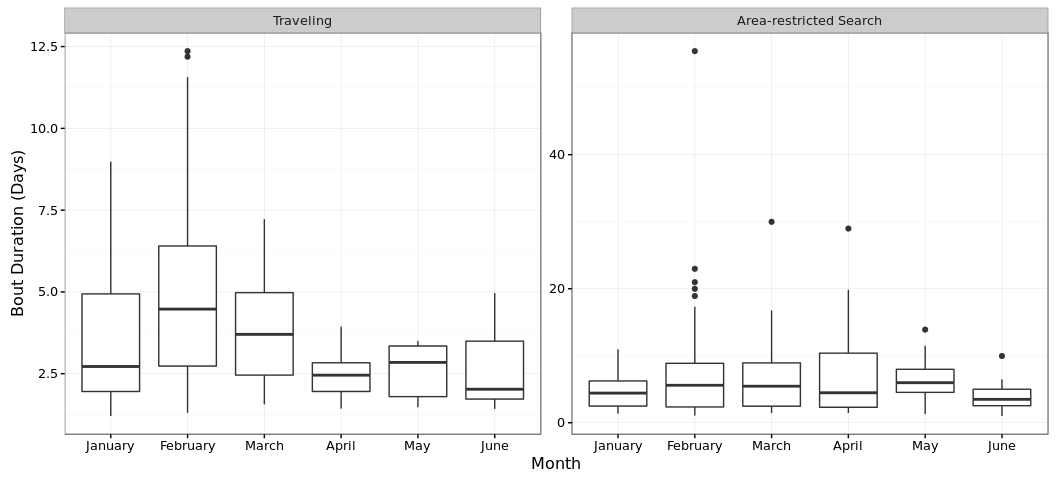 Traveling
Area-restricted Search
Bout Duration (Days)
12.5
10.0
7.5
5.0
2.5
40
20
0
January February March April May June
January February March April May June
Month